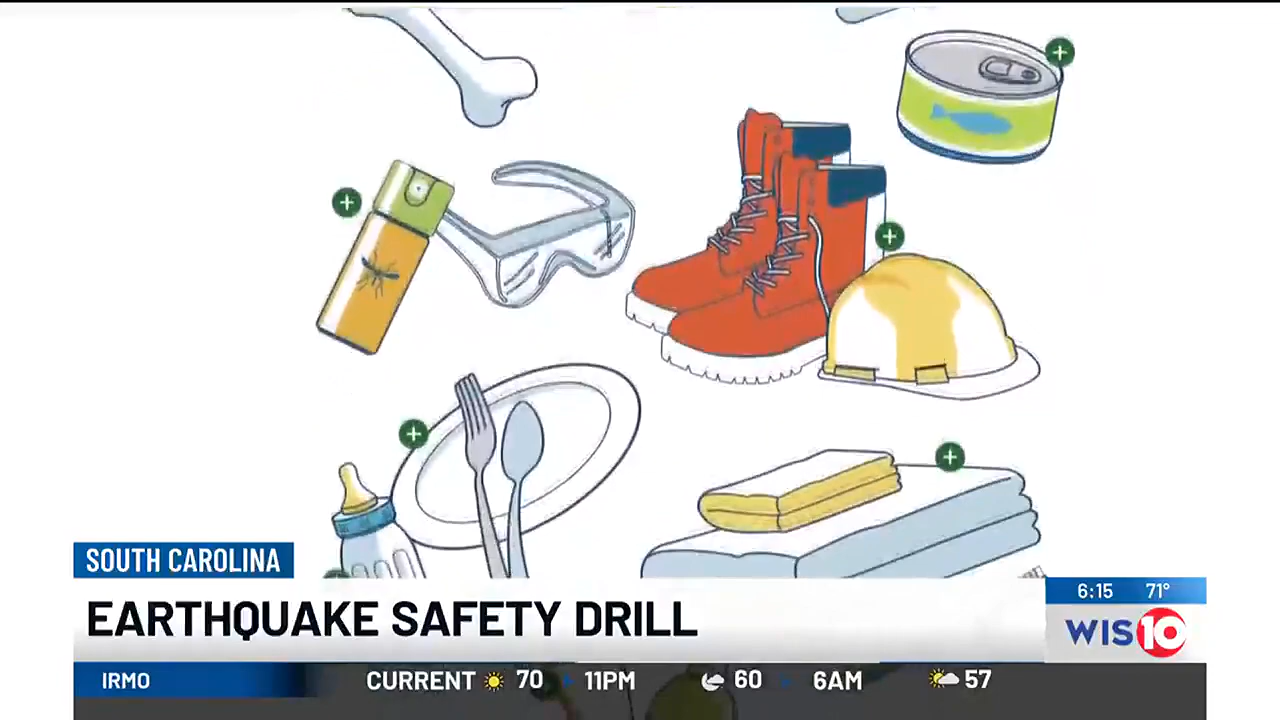 SOUTH CAROLINA
EARTHQUAKE SAFETY DRILL
6:15 71°
WIS10
IRMO CURRENT 70 11PM 60 6AM 57